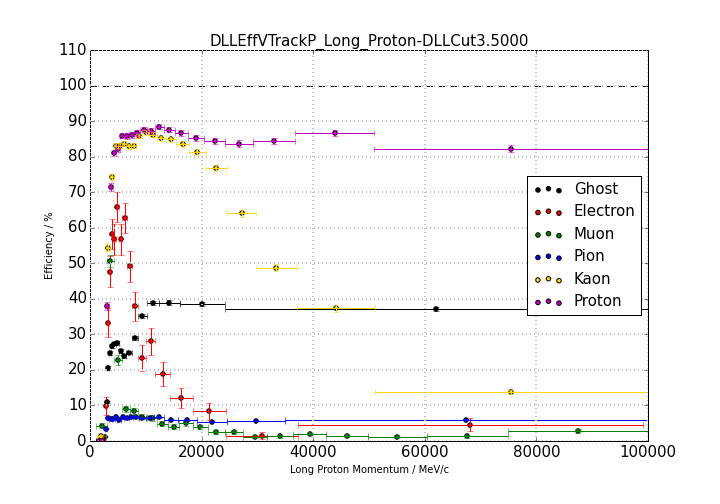 DLLEffVTrackP_Long_Proton-DLLCut3.5000
110
100
90
80
70
60
50
40
30
20
10
0
Efficiency / %
Ghost
Electron
Muon
Pion
Kaon
Proton
0 20000 40000 60000 80000 100000
Long Proton Momentum / MeV/c